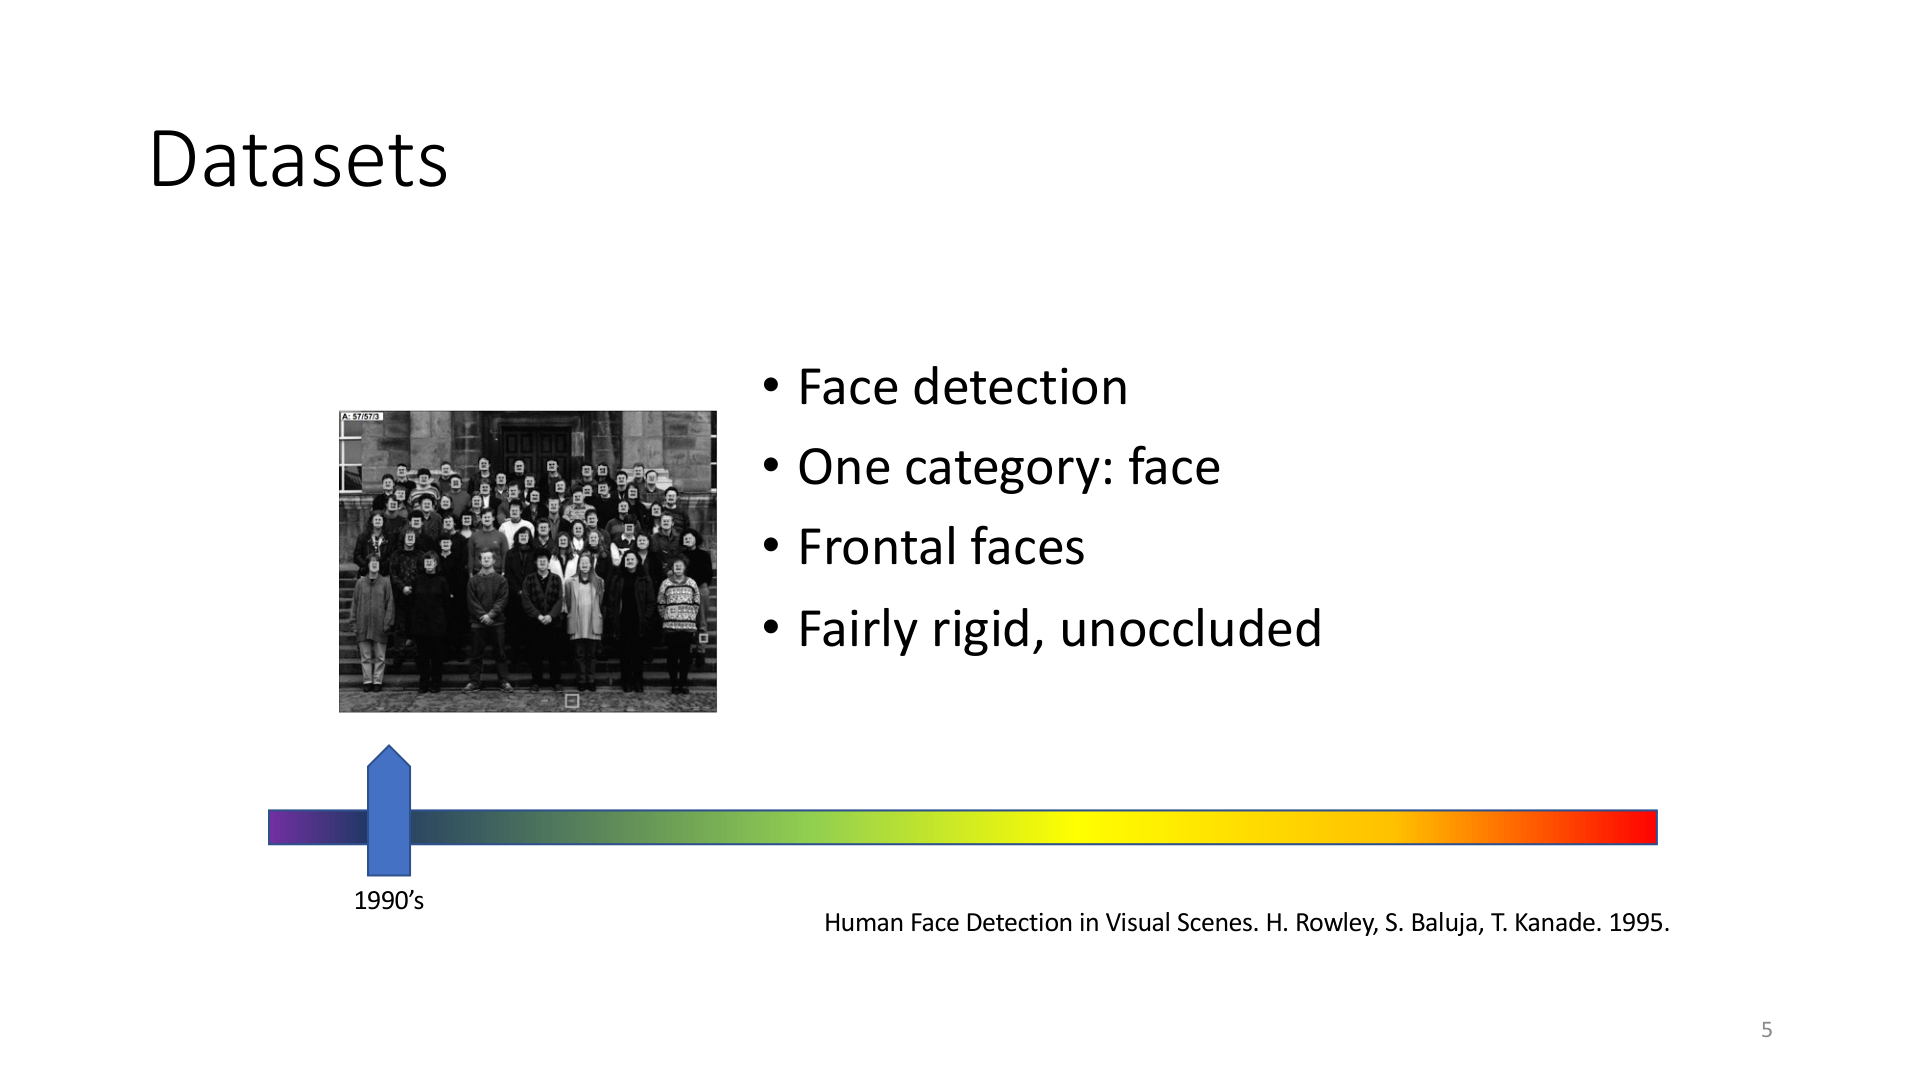 Datasets
A: 57/57/3
• Face detection
• One category: face
• Frontal faces
• Fairly rigid, unoccluded
1990’s
Human Face Detection in Visual Scenes. H. Rowley, S. Baluja, T. Kanade. 1995.
5